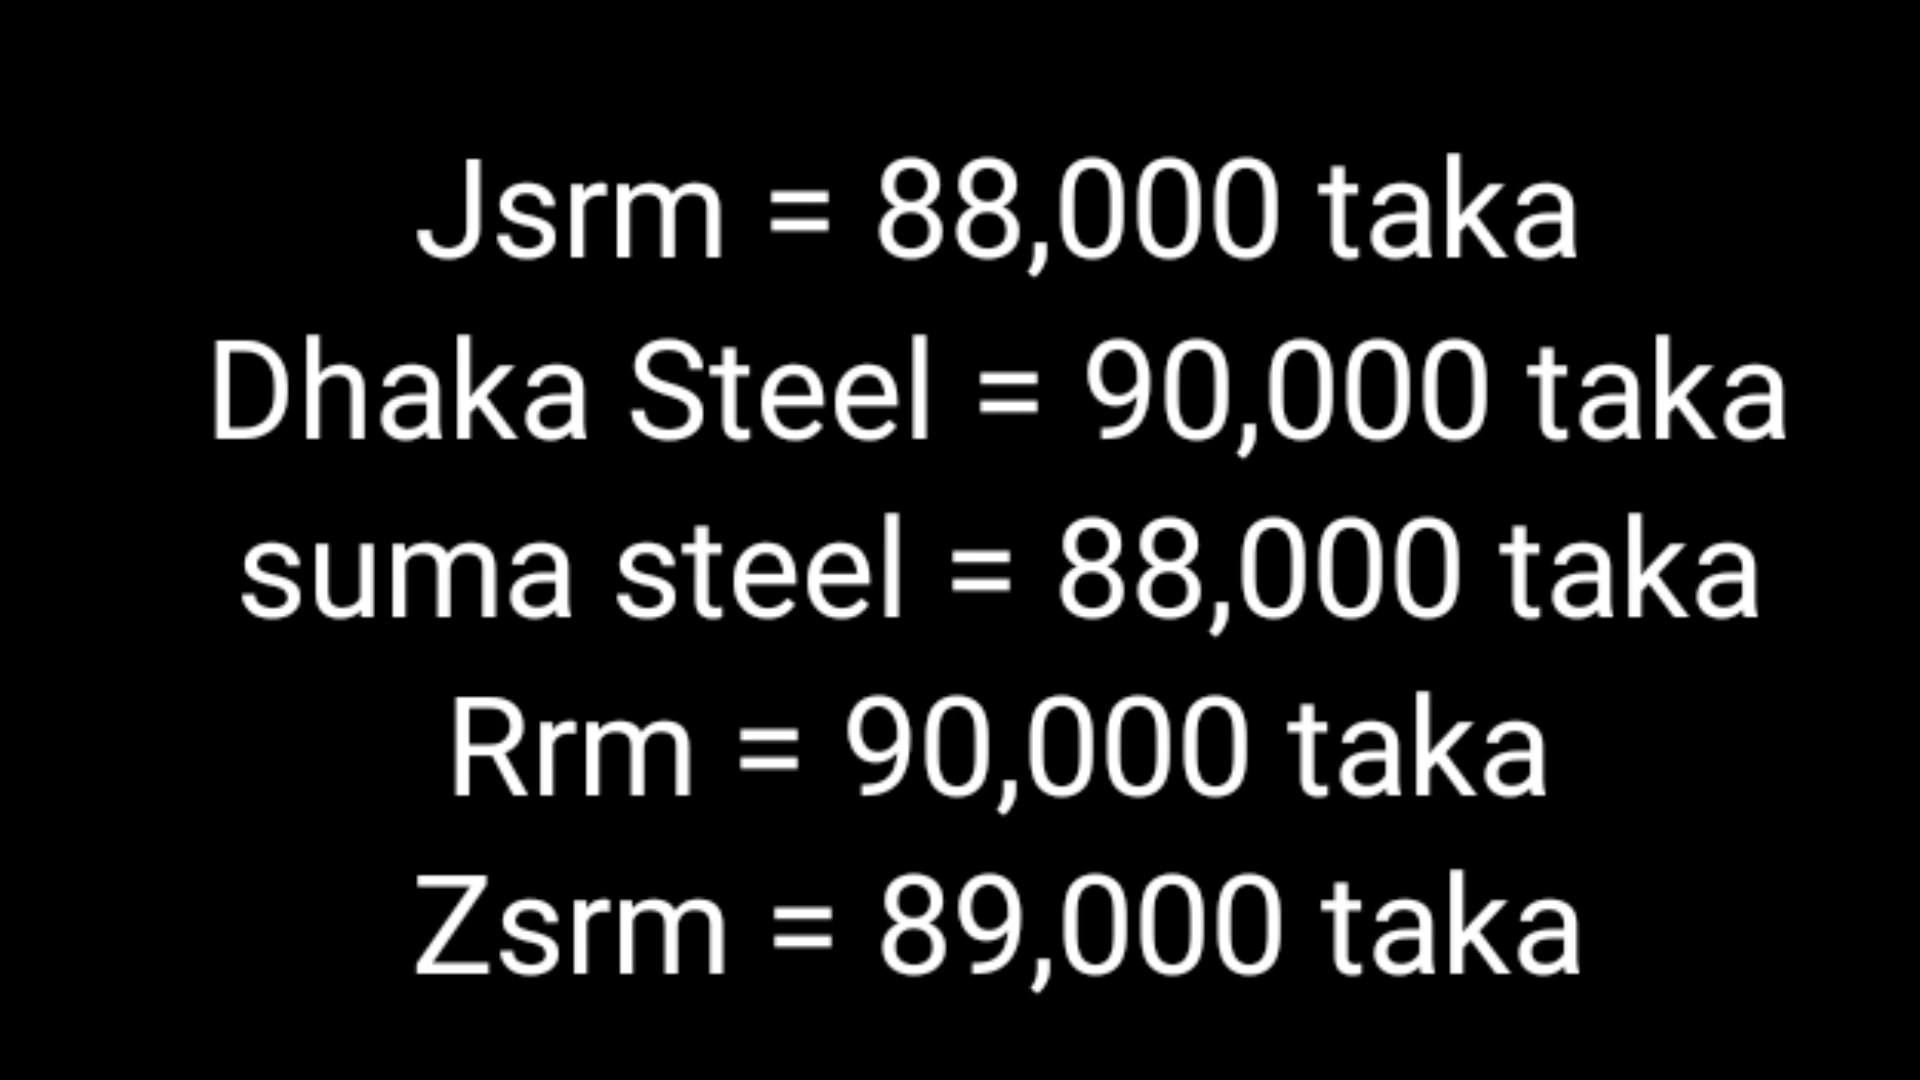 Jsrm = 88,000 taka
Dhaka Steel = 90,000 taka
suma steel = 88,000 taka
Rrm = 90,000 taka
Zsrm = 89,000 taka